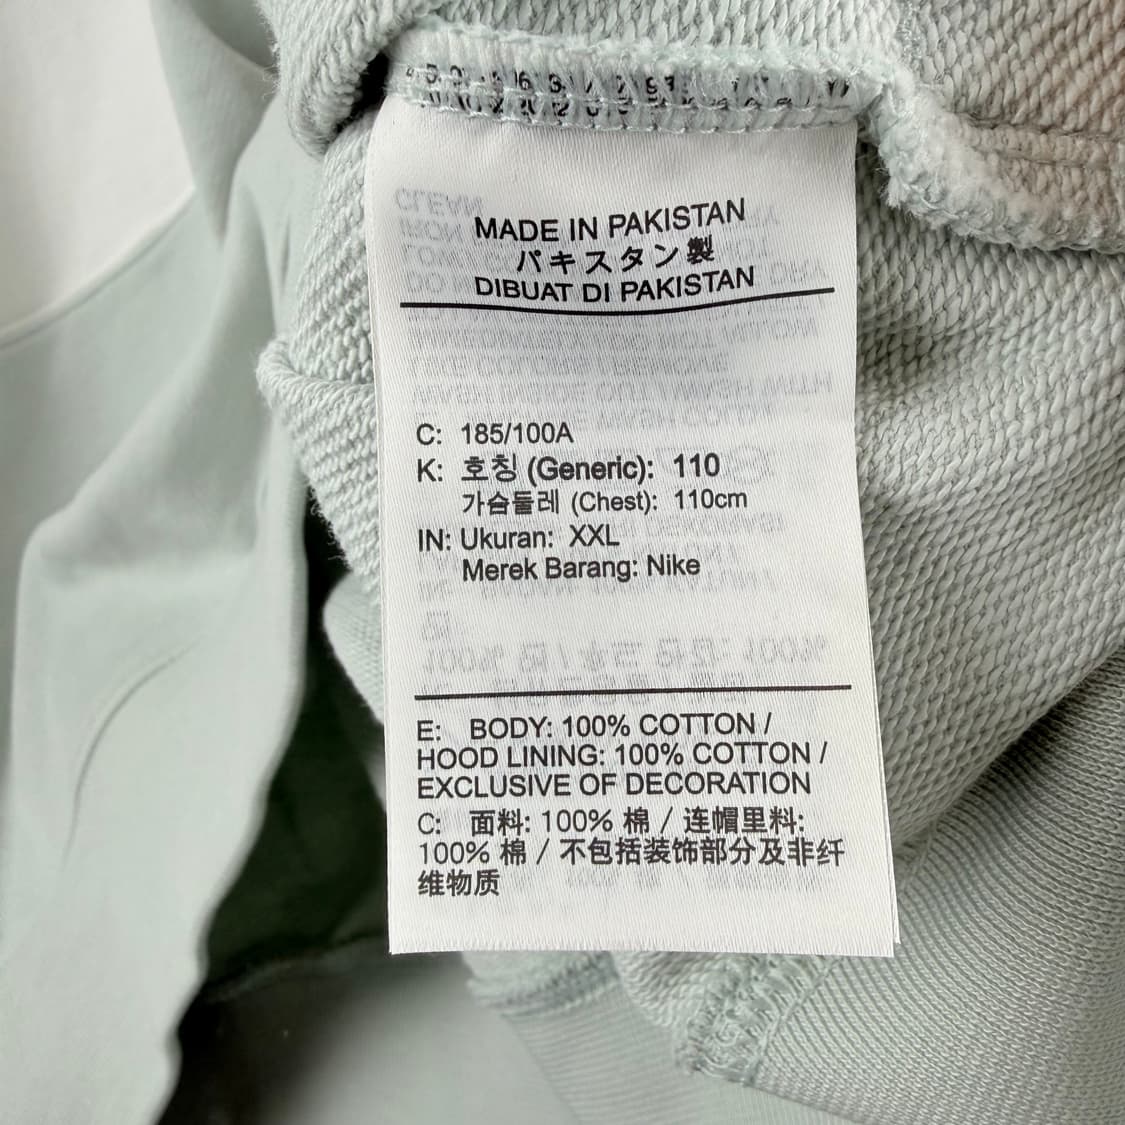 MADE IN PAKISTAN
パキスタン製
DIBUAT DI PAKISTAN
C: 185/100A
K: 호칭 (Generic): 110
가슴둘레 (Chest): 110cm
IN: Ukuran: XXL
Merek Barang: Nike
E: BODY: 100% COTTON /
HOOD LINING: 100% COTTON /
EXCLUSIVE OF DECORATION
C: 面料: 100% 棉 / 连帽里料:
100% 棉 / 不包括装饰部分及非纤
维物质